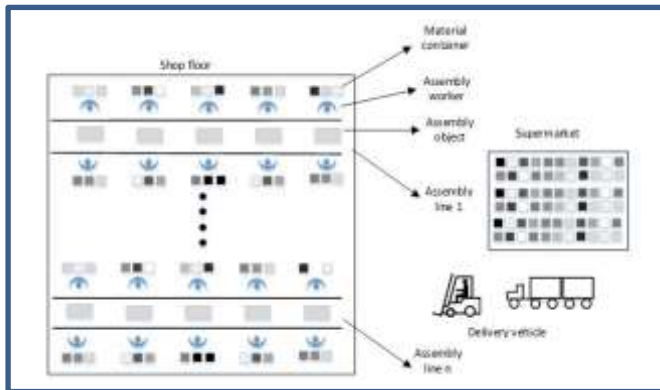 Material
container
Shop floor
Assembly
worker
Assembly
object
Supermarket
Assembly
line 1
Delivery vehicle
Assembly
line n